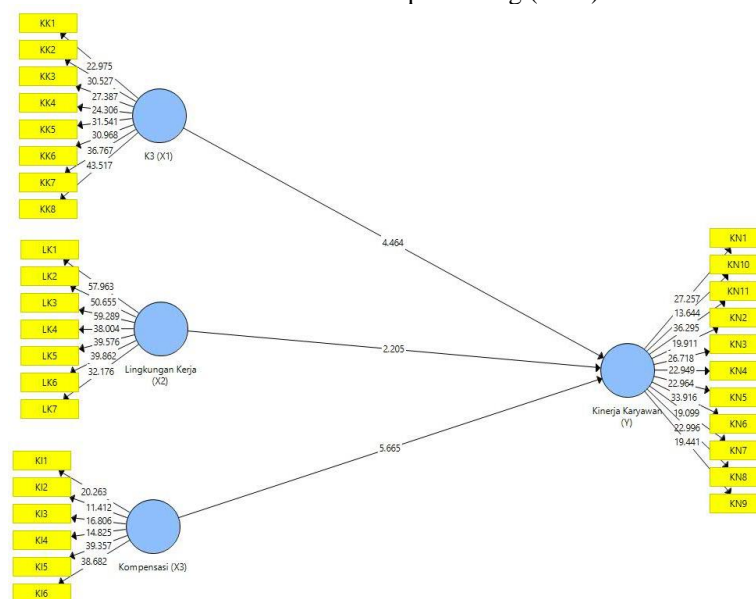 KK1
KK2
KK3
KK4
KK5
KK6
KK7
KK8
22.975
30.527
27.387
24.306
31.541
30.968
36.767
43.517
K3 (X1)
4.464
LK1
LK2
LK3
LK4
LK5
LK6
LK7
57.963
50.655
59.289
38.004
39.576
39.862
32.176
Lingkungan Kerja
(X2)
2.205
KI1
KI2
KI3
KI4
KI5
KI6
20.263
11.412
16.806
14.825
39.357
38.682
Kompensasi (X3)
5.665
Kinerja Karyawan
(Y)
27.257
13.644
36.295
19.911
26.718
22.949
22.964
33.916
19.099
22.996
19.441
KN1
KN10
KN11
KN2
KN3
KN4
KN5
KN6
KN7
KN8
KN9